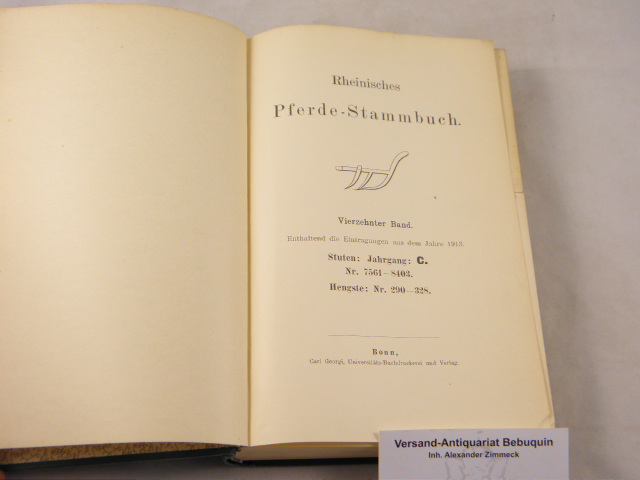 Rheinisches
Pferde-Stammbuch.
Vierzehnter Band.
Enthaltend die Eintragungen aus dem Jahre 1913.
Stuten: Jahrgang: C.
Nr. 7561—8403.
Hengste: Nr. 290—328.
Bonn,
Carl Georgi, Universitäts-Buchdruckerei und Verlag.
Versand-Antiquariat Bebuquin
Inh. Alexander Zimmeck